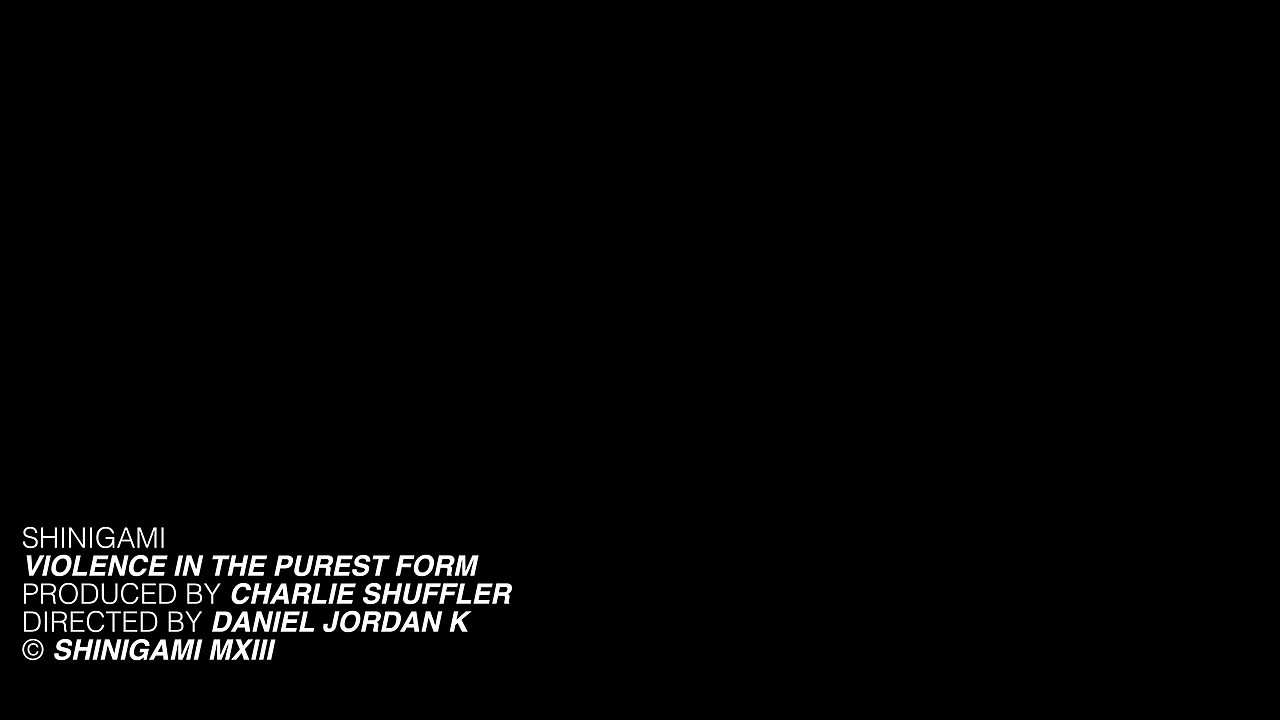 SHINIGAMI
VIOLENCE IN THE PUREST FORM
PRODUCED BY CHARLIE SHUFFLER
DIRECTED BY DANIEL JORDAN K
© SHINIGAMI MXIII